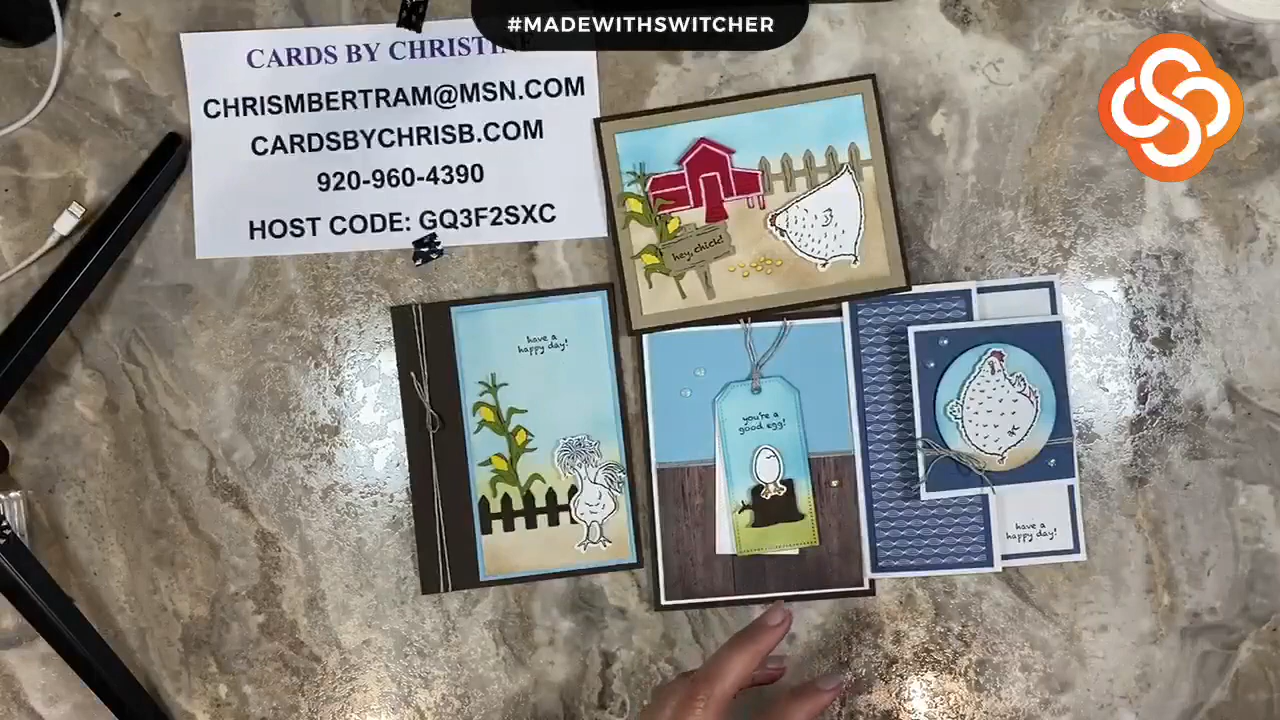 #MADEWITHSWITCHER
CARDS BY CHRISTINE
CHRISMBERTRAM@MSN.COM
CARDSBYCHRISB.COM
920-960-4390
HOST CODE: GQ3F2SXC
hey, chick!
have a
happy day!
you're a
good egg!
have a
happy day!